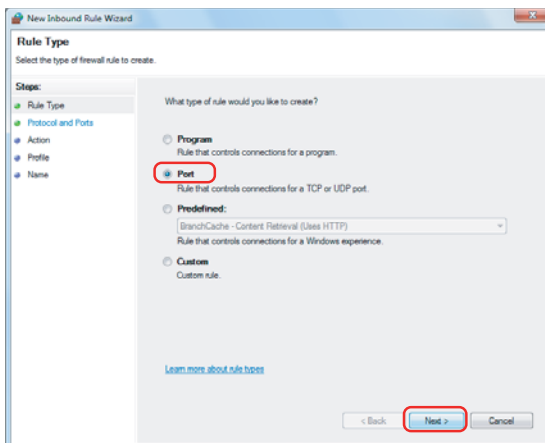 New Inbound Rule Wizard
Rule Type
Select the type of firewall rule to create.
Steps:
Rule Type
Protocol and Ports
Action
Profile
Name
What type of rule would you like to create?
Program
Rule that controls connections for a program.
Port
Rule that controls connections for a TCP or UDP port.
Predefined:
BranchCache - Content Retrieval (Uses HTTP)
Rule that controls connections for a Windows experience.
Custom
Custom rule.
Learn more about rule types
< Back
Next >
Cancel